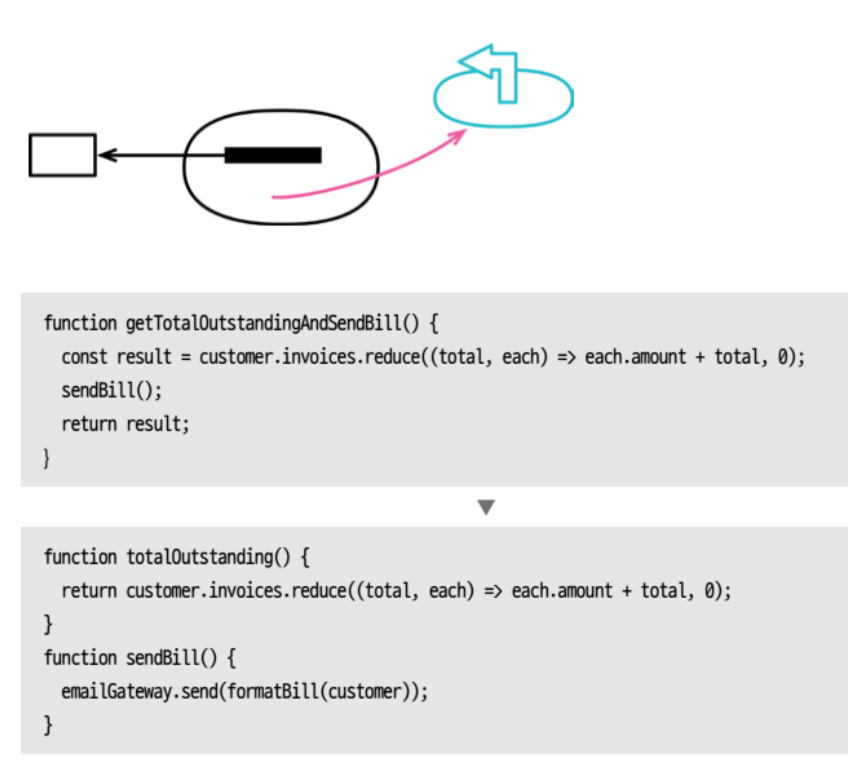 function getTotalOutstandingAndSendBill() {
  const result = customer.invoices.reduce((total, each) => each.amount + total, 0);
  sendBill();
  return result;
}
▼
function totalOutstanding() {
  return customer.invoices.reduce((total, each) => each.amount + total, 0);
}
function sendBill() {
  emailGateway.send(formatBill(customer));
}